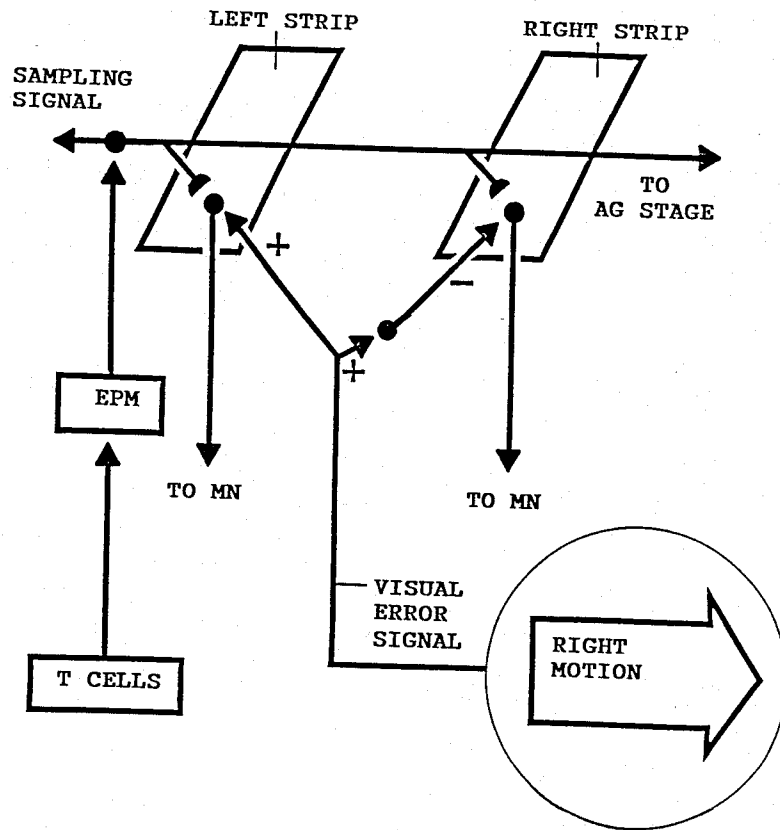 LEFT STRIP
RIGHT STRIP
SAMPLING
SIGNAL
TO
AG STAGE
+
−
+
EPM
TO MN
TO MN
VISUAL
ERROR
SIGNAL
RIGHT
MOTION
T CELLS